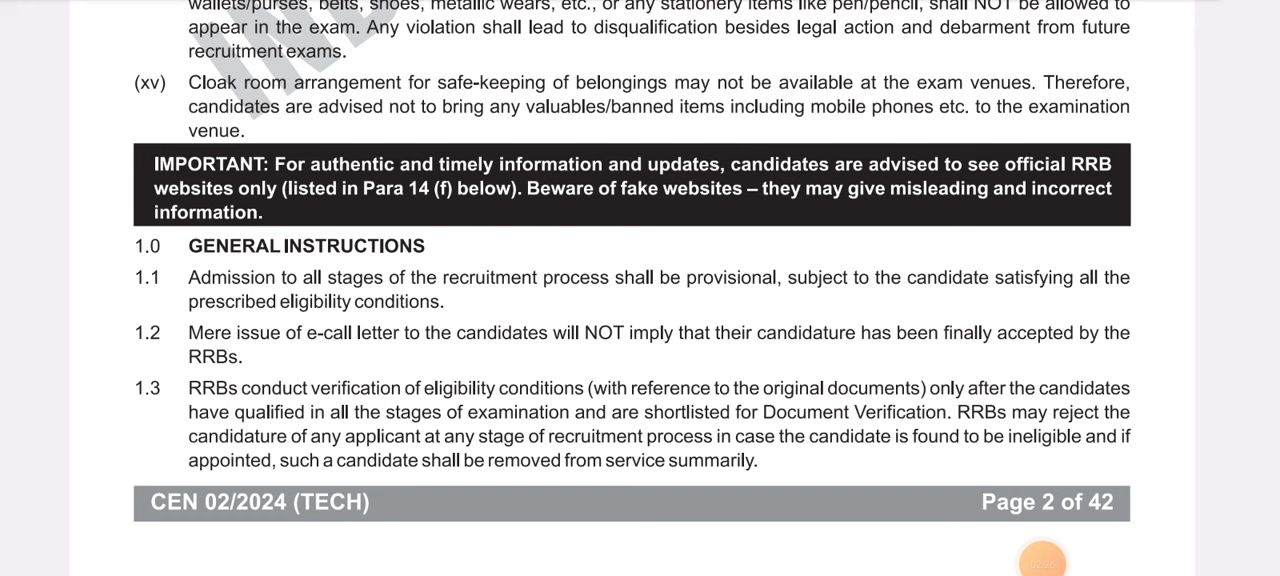 wallets/purses, belts, shoes, metallic wears, etc., or any stationery items like pen/pencil, shall NOT be allowed to
appear in the exam. Any violation shall lead to disqualification besides legal action and debarment from future
recruitment exams.
(xv) Cloak room arrangement for safe-keeping of belongings may not be available at the exam venues. Therefore,
candidates are advised not to bring any valuables/banned items including mobile phones etc. to the examination
venue.
IMPORTANT: For authentic and timely information and updates, candidates are advised to see official RRB
websites only (listed in Para 14 (f) below). Beware of fake websites – they may give misleading and incorrect
information.
1.0 GENERAL INSTRUCTIONS
1.1 Admission to all stages of the recruitment process shall be provisional, subject to the candidate satisfying all the
prescribed eligibility conditions.
1.2 Mere issue of e-call letter to the candidates will NOT imply that their candidature has been finally accepted by the
RRBs.
1.3 RRBs conduct verification of eligibility conditions (with reference to the original documents) only after the candidates
have qualified in all the stages of examination and are shortlisted for Document Verification. RRBs may reject the
candidature of any applicant at any stage of recruitment process in case the candidate is found to be ineligible and if
appointed, such a candidate shall be removed from service summarily.
CEN 02/2024 (TECH) Page 2 of 42
02:26